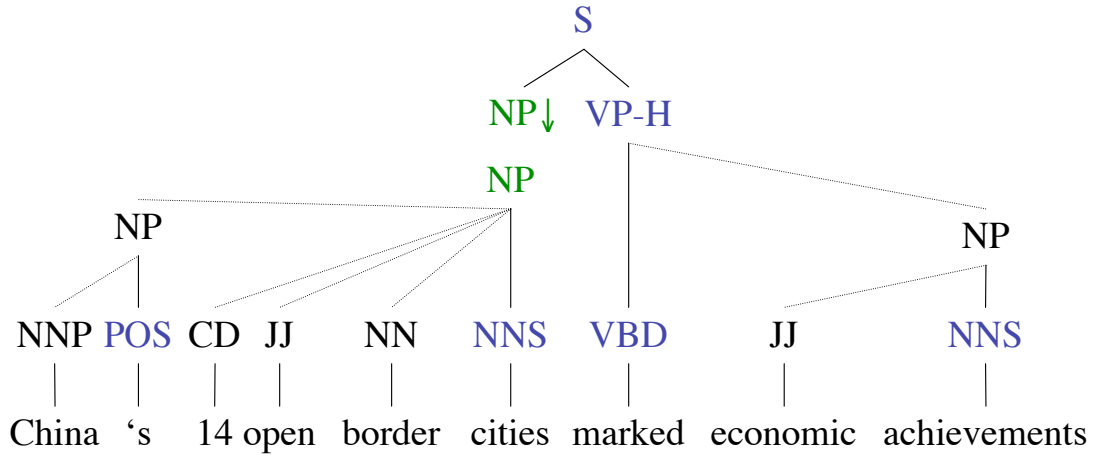 S
NP↓ VP-H
NP
NP NP
NNP POS CD JJ NN NNS VBD JJ NNS
China ‘s 14 open border cities marked economic achievements